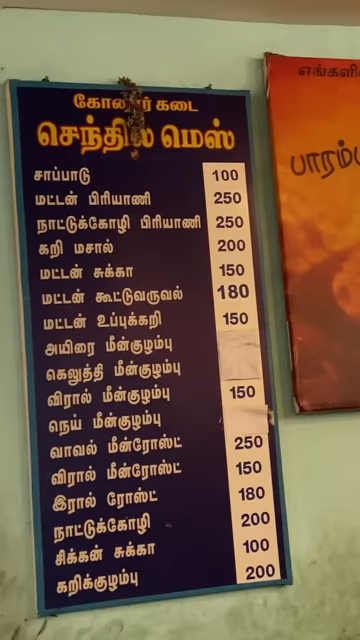 கடை
செந்தில் மெஸ்
சாப்பாடு 100
மட்டன் பிரியாணி 250
நாட்டுக்கோழி பிரியாணி 250
கறி மசால் 200
மட்டன் சுக்கா 150
மட்டன் கூட்டுவருவல் 180
மட்டன் உப்புக்கறி 150
அயிரை மீன்குழம்பு
கெலுத்தி மீன்குழம்பு
விரால் மீன்குழம்பு 150
நெய் மீன்குழம்பு
வாவல் மீன்ரோஸ்ட் 250
விரால் மீன்ரோஸ்ட் 150
இரால் ரோஸ்ட் 180
நாட்டுக்கோழி 200
சிக்கன் சுக்கா 100
கறிக்குழம்பு 200
எங்களி
பாரம்ப